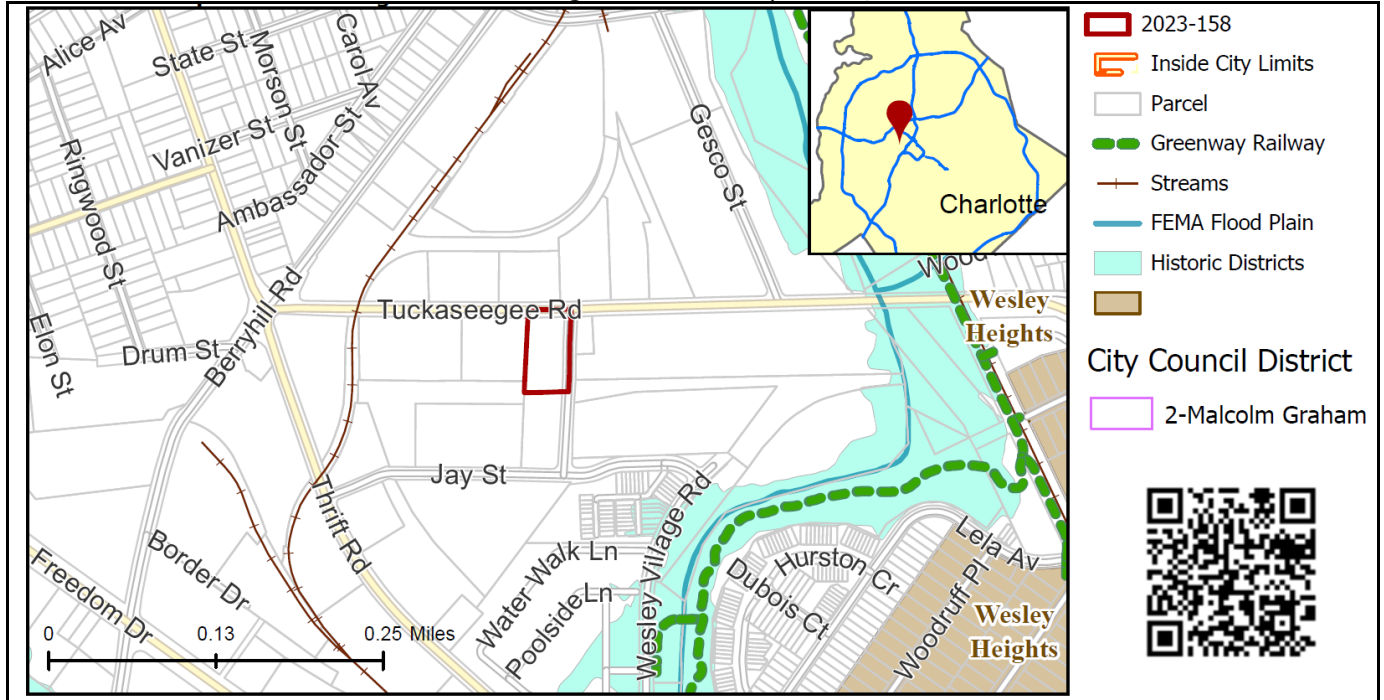 Alice Av
State St
Morson St
Carol Av
Vanizer St
Ambassador St
Ringwood St
Gesco St
Berryhill Rd
Tuckaseegee Rd
Drum St
Elon St
Jay St
Thrift Rd
Border Dr
Freedom Dr
Water Walk Ln
Poolside Ln
Wesley Village Rd
Hurston Cr
Dubois Ct
Lela Av
Woodruff Pl
Wesley
Heights
Wesley
Heights
0 0.13 0.25 Miles
Charlotte
2023-158
Inside City Limits
Parcel
Greenway Railway
Streams
FEMA Flood Plain
Historic Districts
City Council District
2-Malcolm Graham